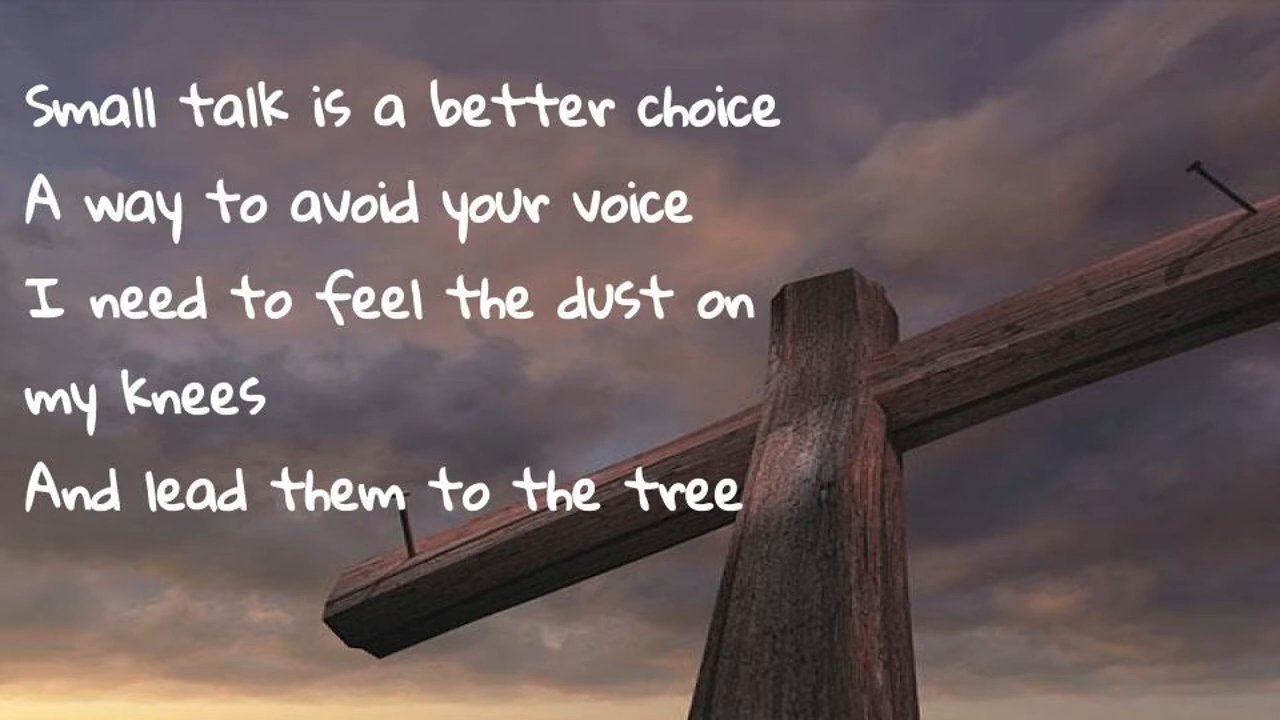 Small talk is a better choice
A way to avoid your voice
I need to feel the dust on
my knees
And lead them to the tree